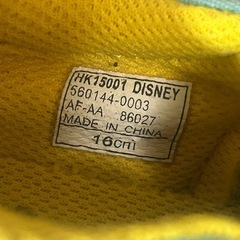 HK15001 DISNEY
560144-0003
AF-AA 86027
MADE IN CHINA
16cm